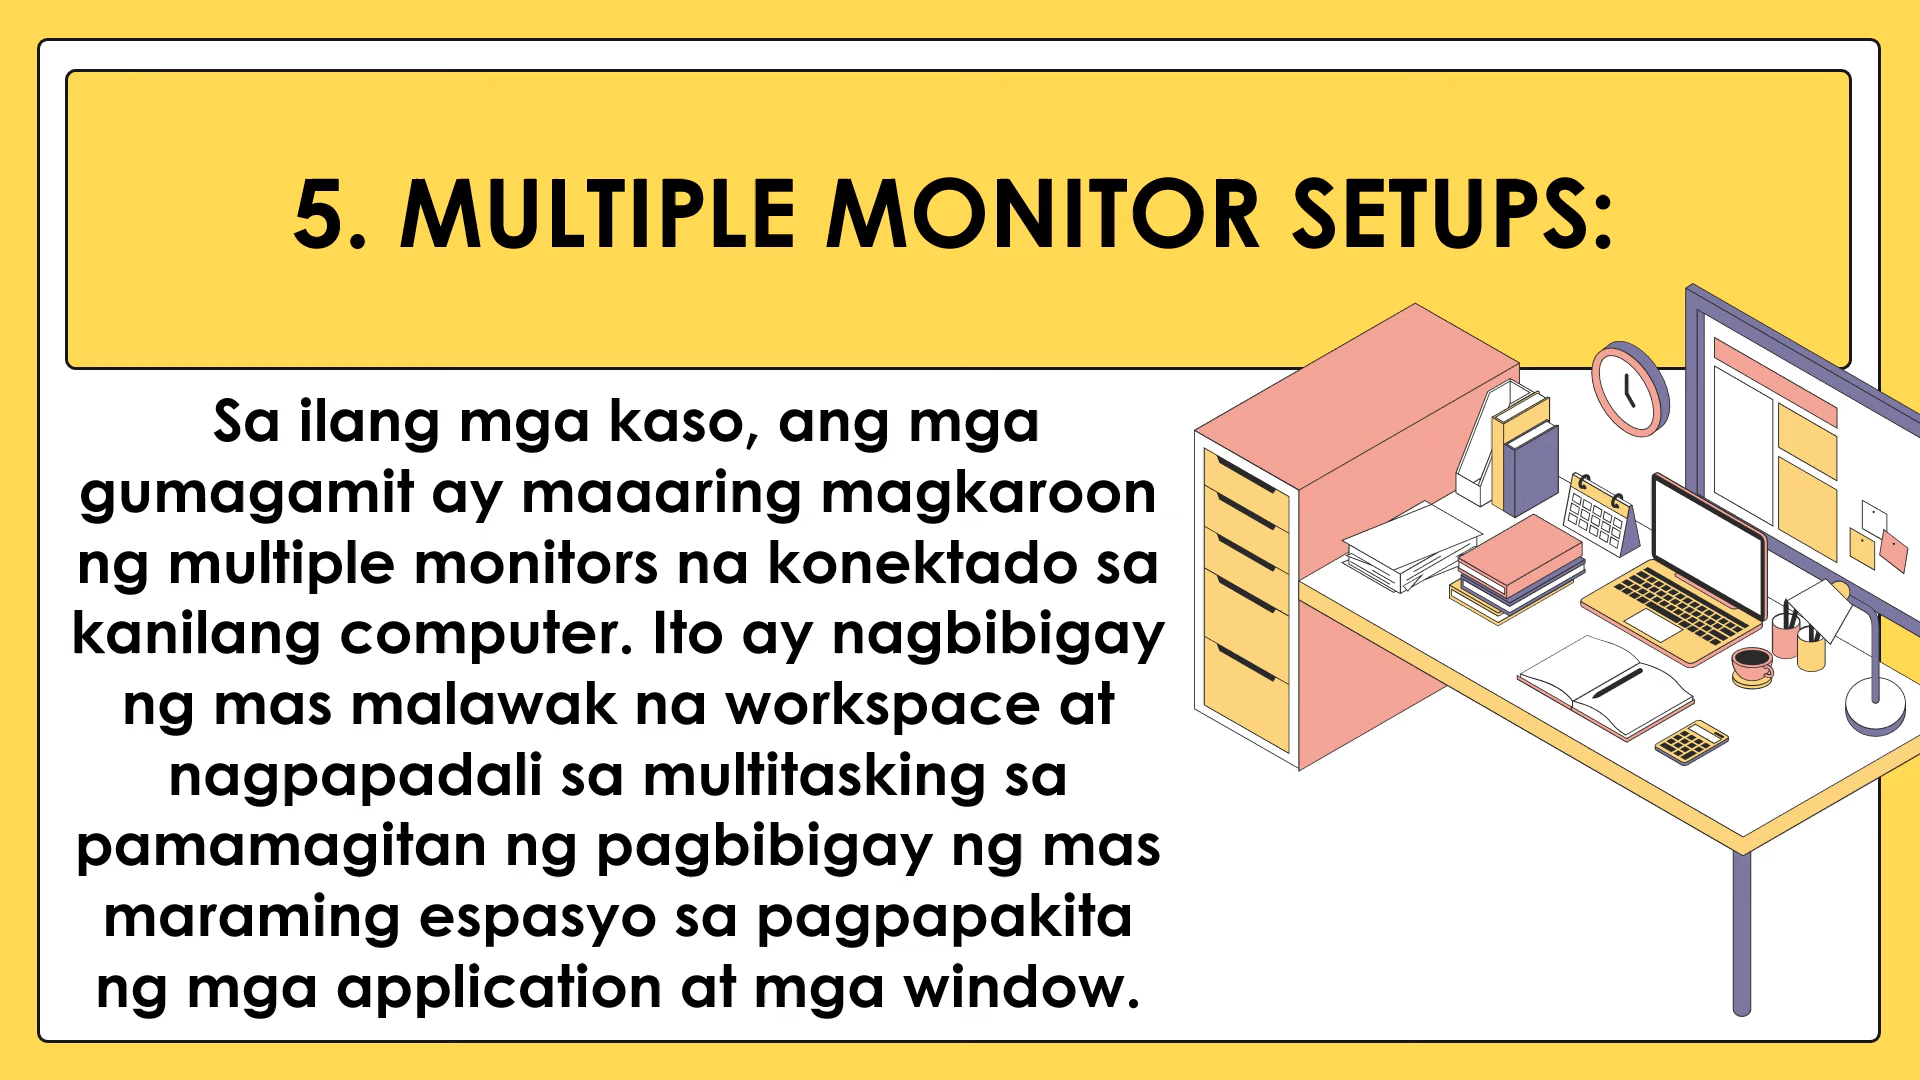 5. MULTIPLE MONITOR SETUPS:
Sa ilang mga kaso, ang mga
gumagamit ay maaaring magkaroon
ng multiple monitors na konektado sa
kanilang computer. Ito ay nagbibigay
ng mas malawak na workspace at
nagpapadali sa multitasking sa
pamamagitan ng pagbibigay ng mas
maraming espasyo sa pagpapakita
ng mga application at mga window.